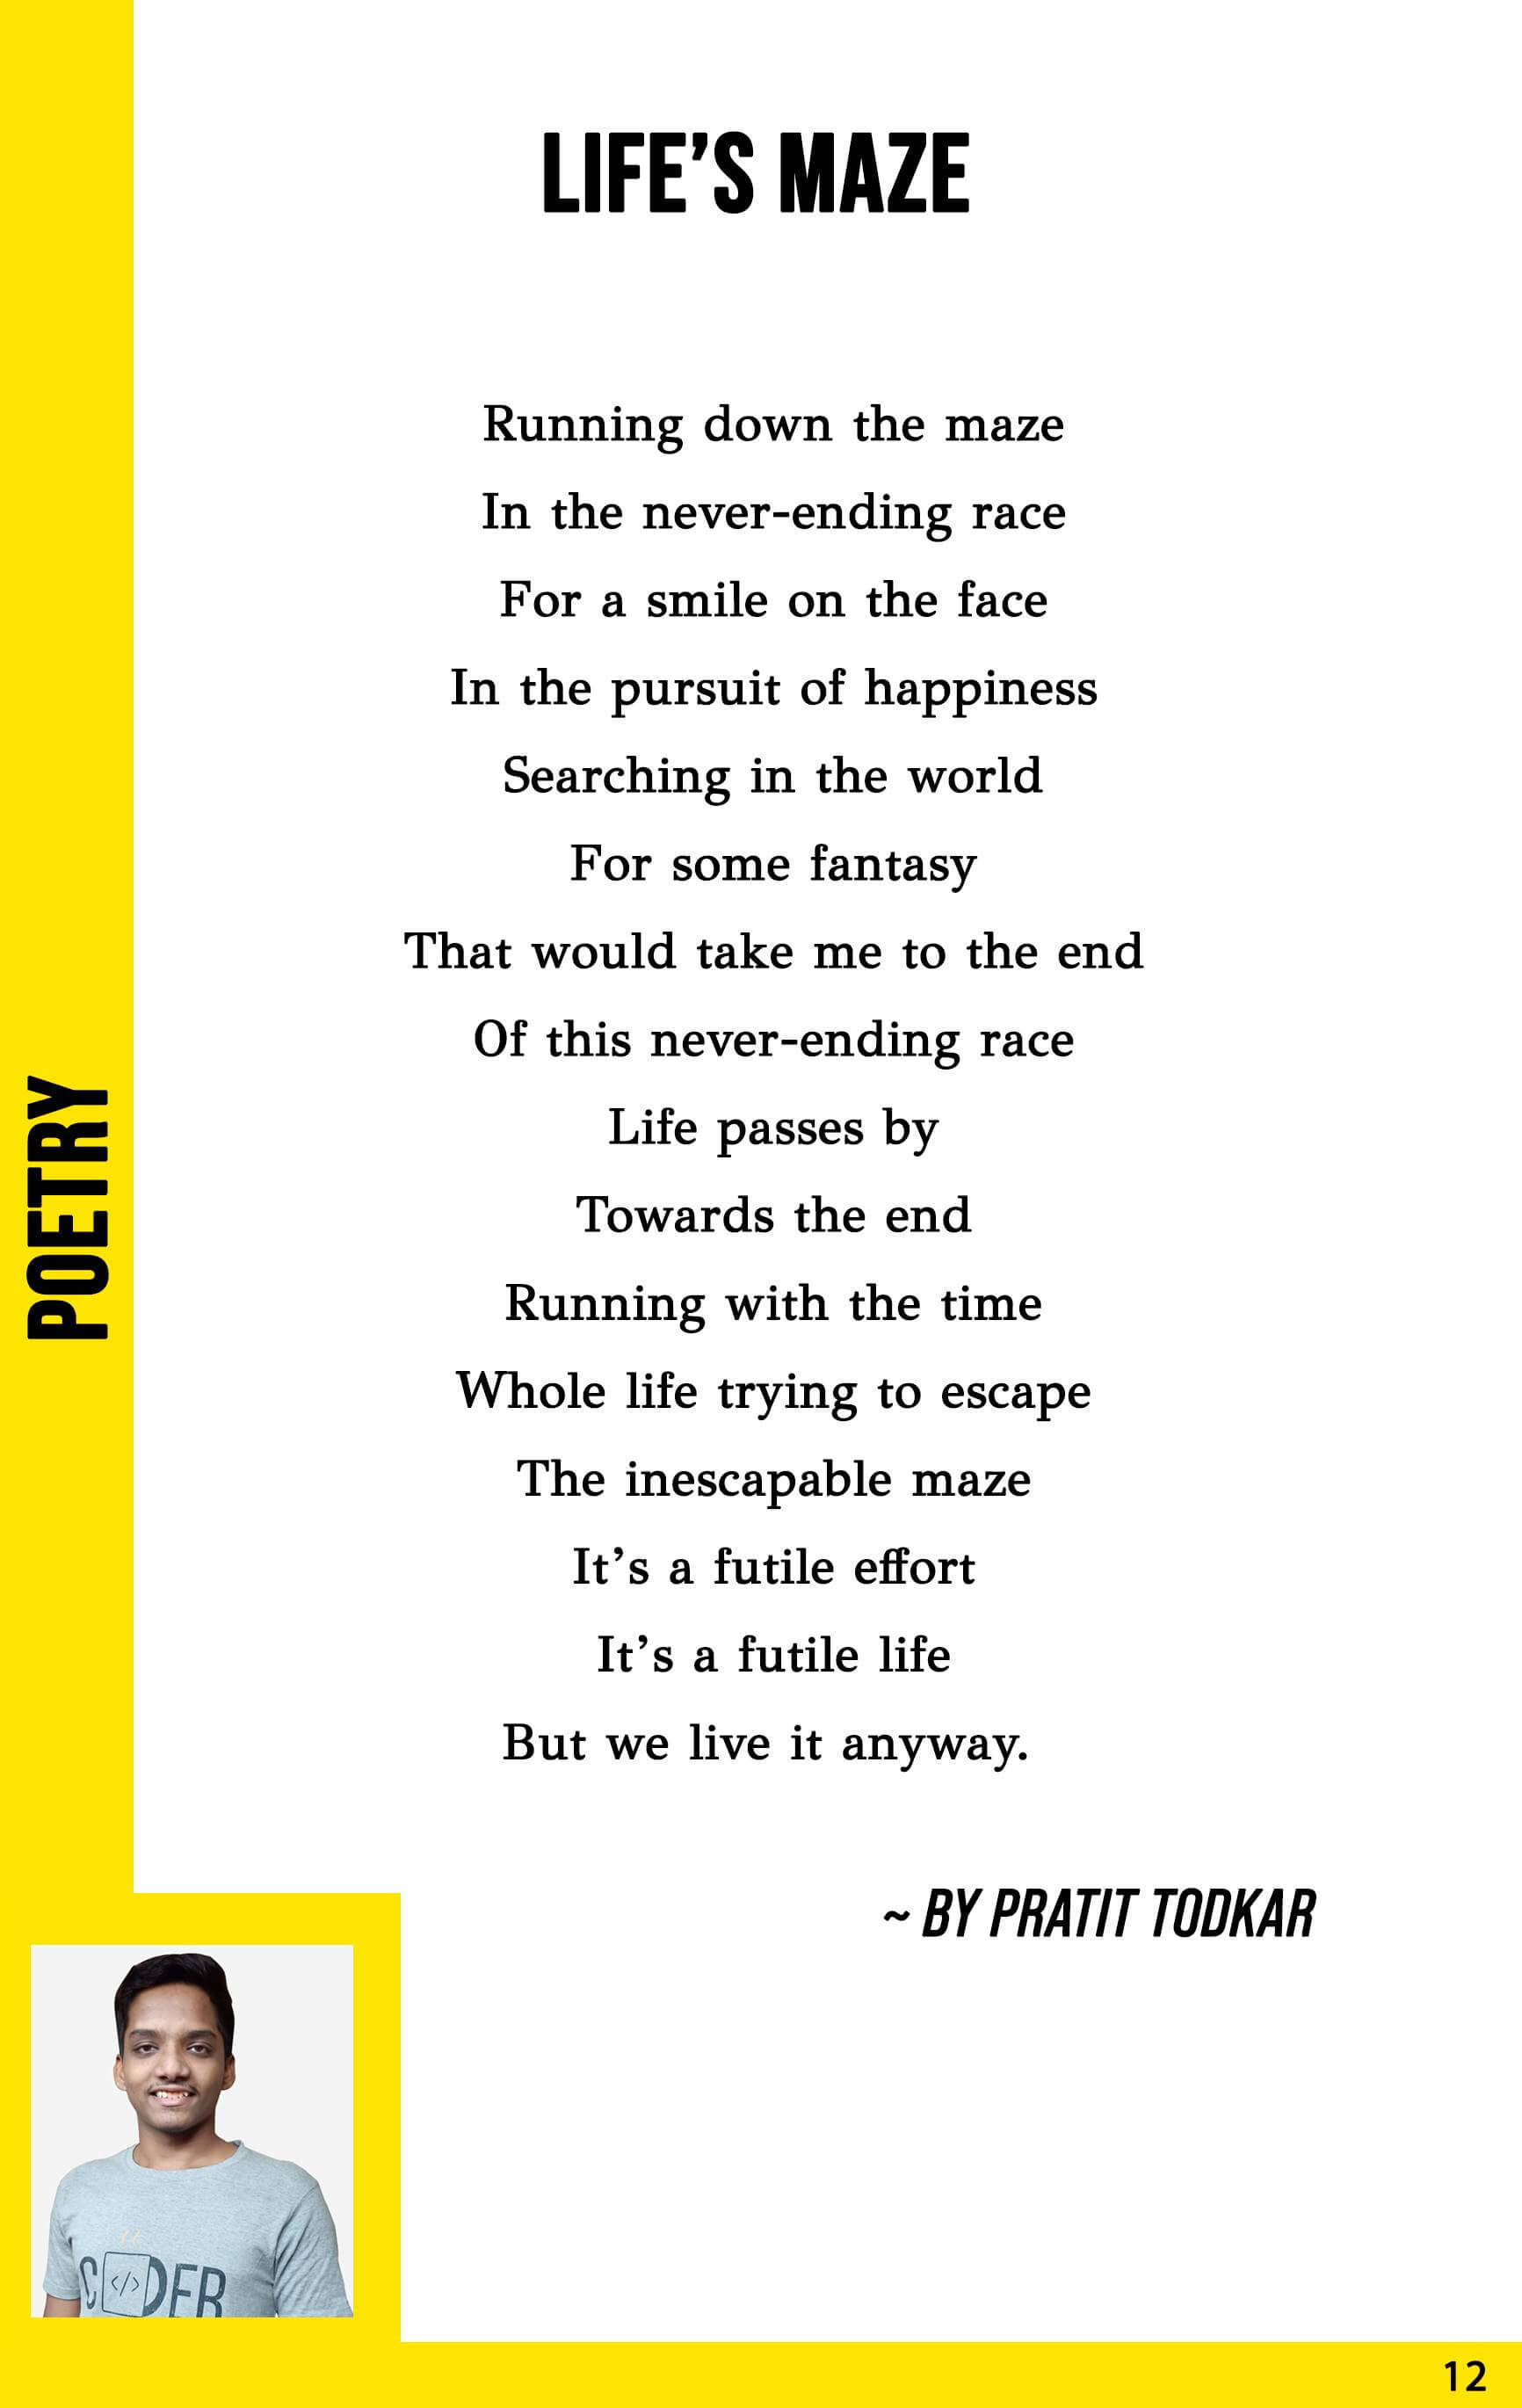 LIFE’S MAZE
Running down the maze
In the never-ending race
For a smile on the face
In the pursuit of happiness
Searching in the world
For some fantasy
That would take me to the end
Of this never-ending race
Life passes by
Towards the end
Running with the time
Whole life trying to escape
The inescapable maze
It’s a futile effort
It’s a futile life
But we live it anyway.
~ BY PRATIT TODKAR
POETRY
CODER
</>
12